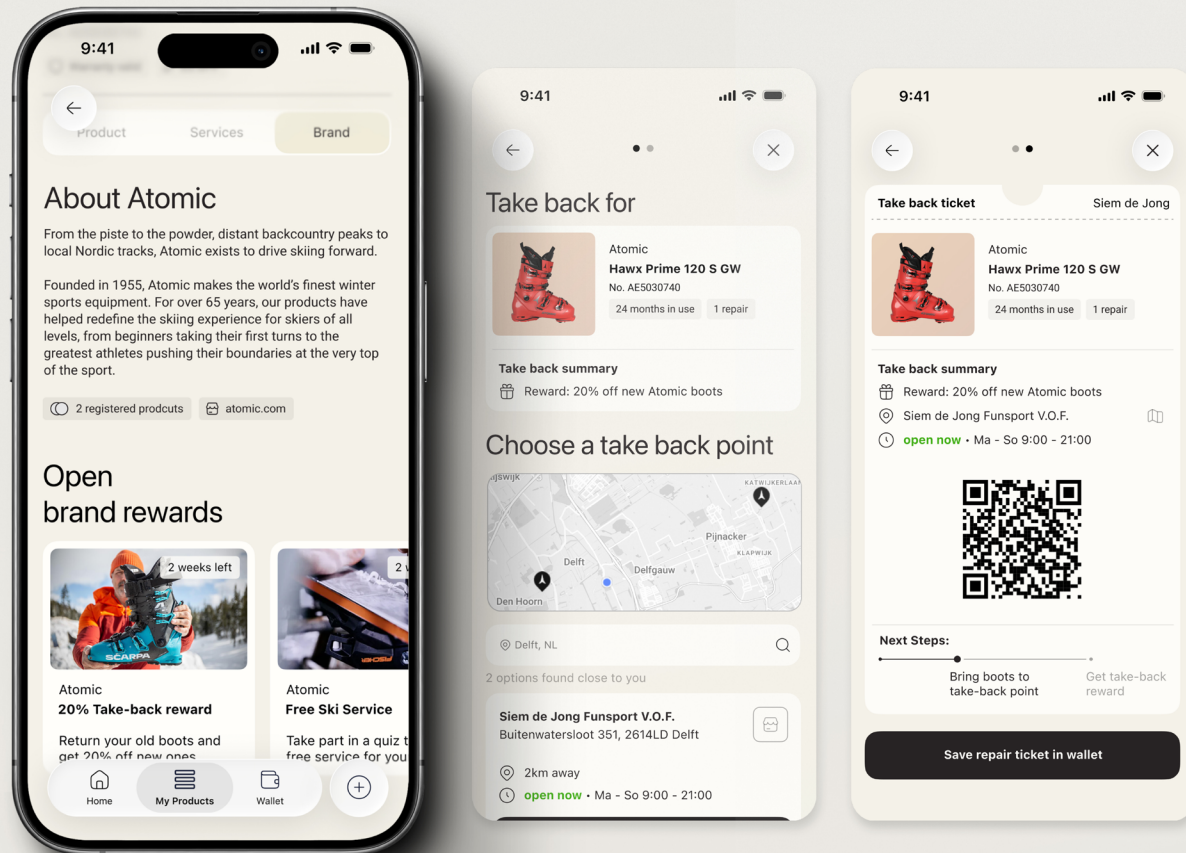 9:41
Product
Services
Brand
About Atomic
From the piste to the powder, distant backcountry peaks to
local Nordic tracks, Atomic exists to drive skiing forward.
Founded in 1955, Atomic makes the world's finest winter
sports equipment. For over 65 years, our products have
helped redefine the skiing experience for skiers of all
levels, from beginners taking their first turns to the
greatest athletes pushing their boundaries at the very top
of the sport.
2 registered prodcuts
atomic.com
Open
brand rewards
2 weeks left
SCARPA
Atomic
20% Take-back reward
Return your old boots and
get 20% off new ones
2
Atomic
Free Ski Service
Take part in a quiz t
free service for you
Home
My Products
Wallet
9:41
Take back for
Atomic
Hawx Prime 120 S GW
No. AE5030740
24 months in use
1 repair
Take back summary
Reward: 20% off new Atomic boots
Choose a take back point
ijswijk
KATWIJKERLAAN
Pijnacker
KLAPWIJK
Delft
Delfgauw
Den Hoorn
Delft, NL
2 options found close to you
Siem de Jong Funsport V.O.F.
Buitenwatersloot 351, 2614LD Delft
2km away
open now • Ma - So 9:00 - 21:00
9:41
Take back ticket
Siem de Jong
Atomic
Hawx Prime 120 S GW
No. AE5030740
24 months in use
1 repair
Take back summary
Reward: 20% off new Atomic boots
Siem de Jong Funsport V.O.F.
open now • Ma - So 9:00 - 21:00
Next Steps:
Bring boots to
take-back point
Get take-back
reward
Save repair ticket in wallet